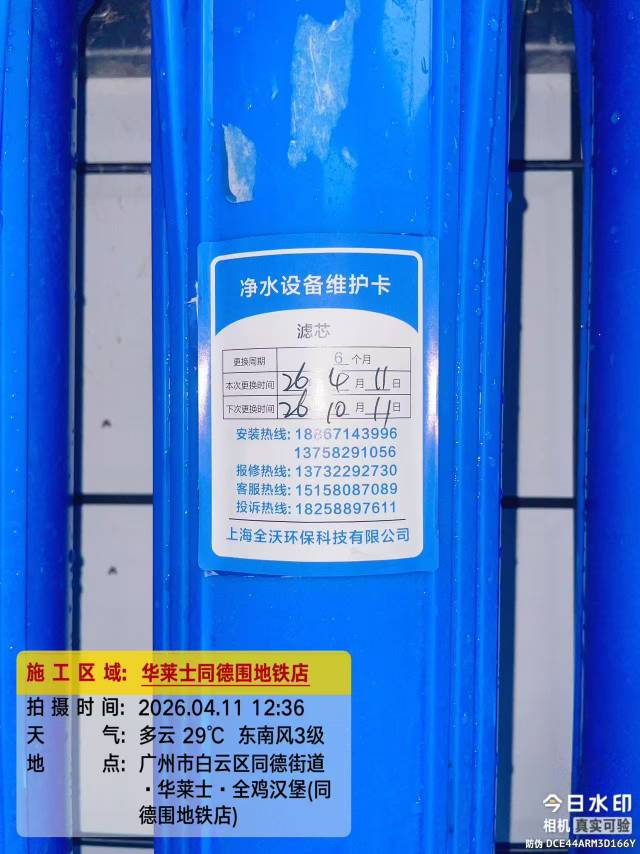 净水设备维护卡
滤芯
更换周期 6 个月
本次更换时间 26 4 月 11 日
下次更换时间 26 10 月 11 日
安装热线: 18867143996
13758291056
报修热线: 13732292730
客服热线: 15158087089
投诉热线: 18258897611
上海全沃环保科技有限公司
施工区域: 华莱士同德围地铁店
拍摄时间: 2026.04.11 12:36
天气: 多云 29℃ 东南风3级
地点: 广州市白云区同德街道
·华莱士·全鸡汉堡(同
德围地铁店)
今日水印
相机 真实可验
防伪 DCE44ARM3D166Y